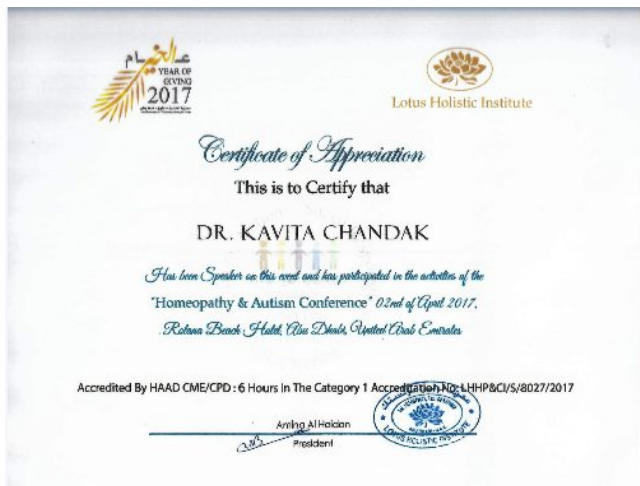 عام الخير
YEAR OF
GIVING
2017
Lotus Holistic Institute
Certificate of Appreciation
This is to Certify that
DR. KAVITA CHANDAK
Has been Speaker on this event and has participated in the activities of the
"Homeopathy & Autism Conference" 02nd of April 2017,
Rotana Beach Hotel, Abu Dhabi, United Arab Emirates
Accredited By HAAD CME/CPD : 6 Hours In The Category 1 Accreditation No: LHHP&CI/S/8027/2017
President
LOTUS HOLISTIC INSTITUTE